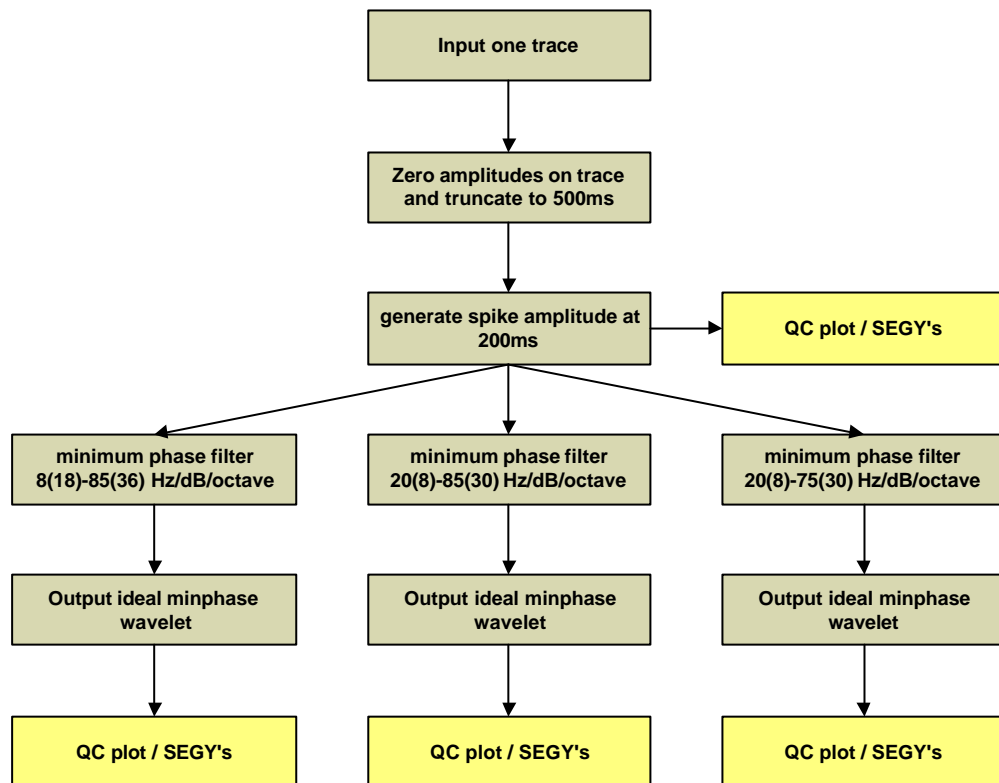 Input one trace
Zero amplitudes on trace
and truncate to 500ms
generate spike amplitude at
200ms
QC plot / SEGY's
minimum phase filter
8(18)-85(36) Hz/dB/octave
minimum phase filter
20(8)-85(30) Hz/dB/octave
minimum phase filter
20(8)-75(30) Hz/dB/octave
Output ideal minphase
wavelet
Output ideal minphase
wavelet
Output ideal minphase
wavelet
QC plot / SEGY's
QC plot / SEGY's
QC plot / SEGY's